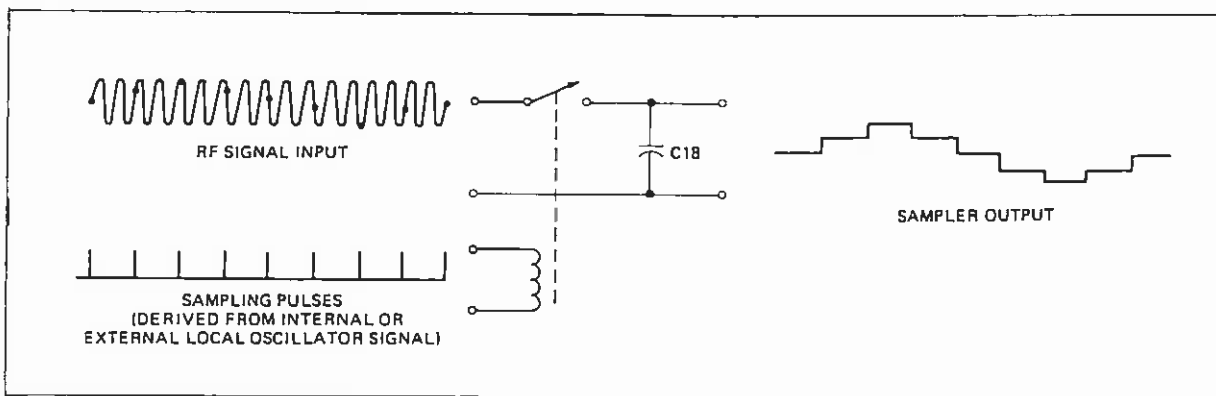 RF SIGNAL INPUT
C18
SAMPLER OUTPUT
SAMPLING PULSES
(DERIVED FROM INTERNAL OR
EXTERNAL LOCAL OSCILLATOR SIGNAL)